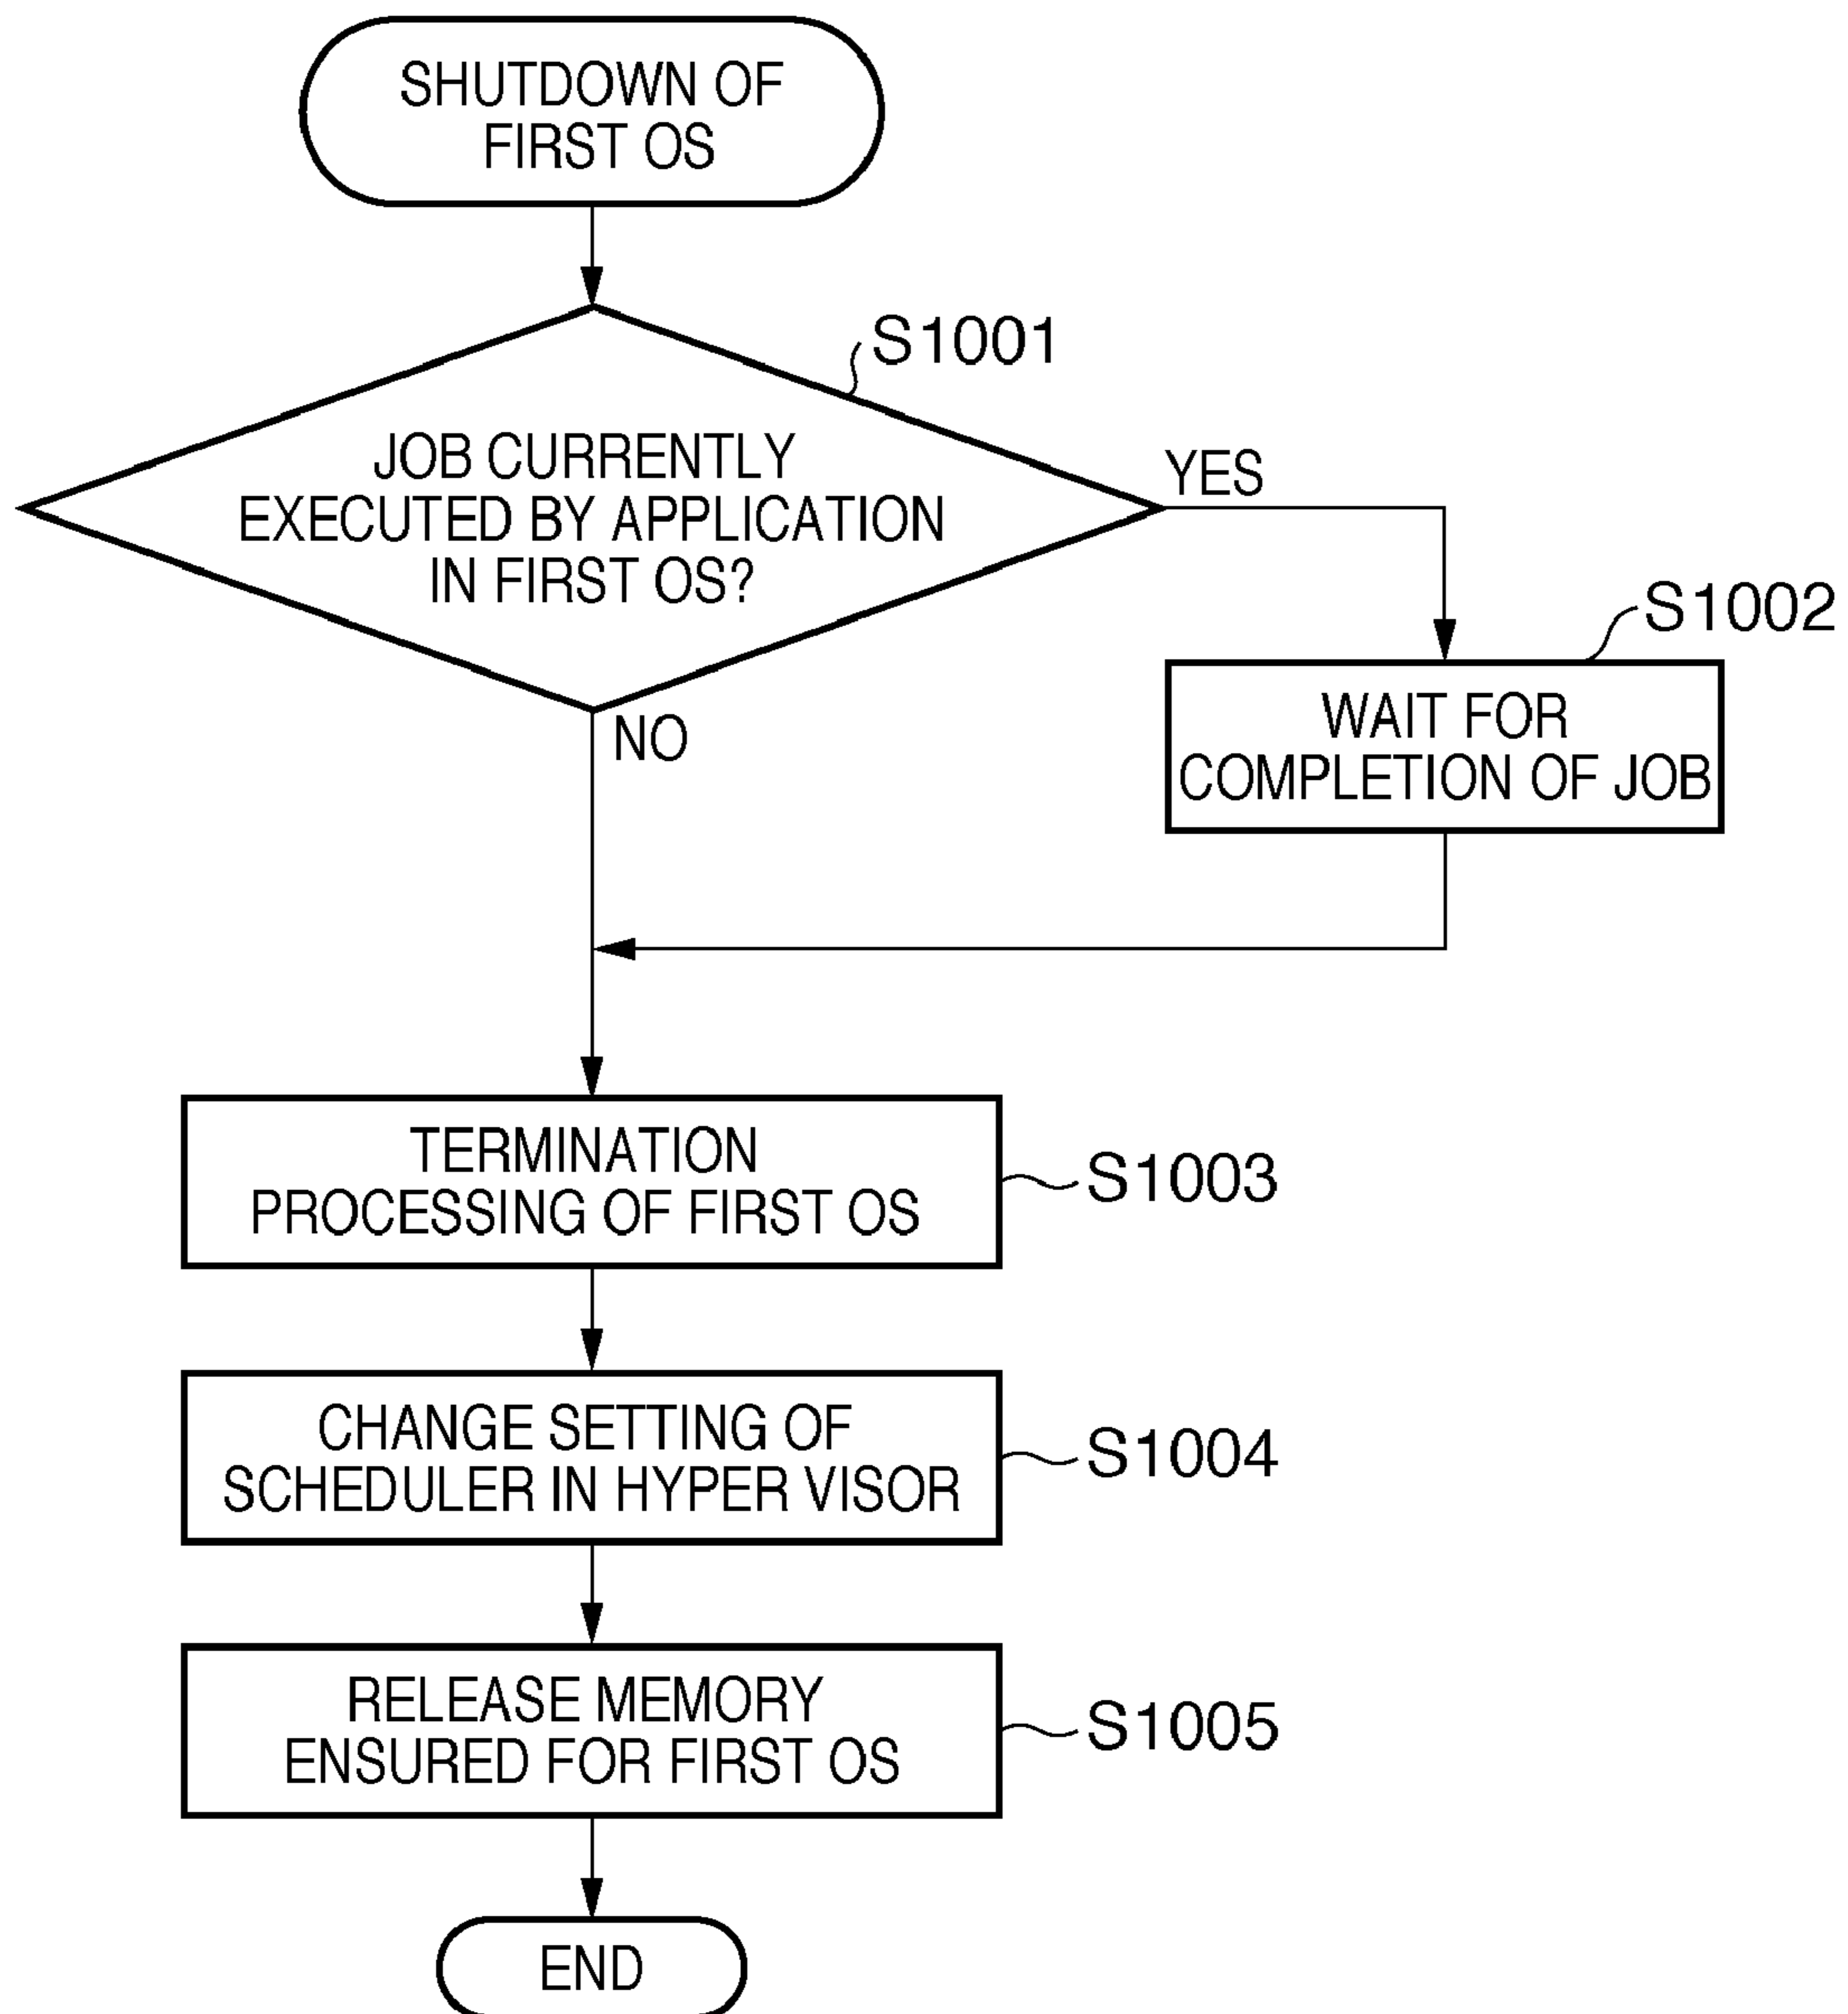 SHUTDOWN OF
FIRST OS
S1001
JOB CURRENTLY
EXECUTED BY APPLICATION
IN FIRST OS?
YES
S1002
WAIT FOR
COMPLETION OF JOB
NO
TERMINATION
PROCESSING OF FIRST OS
S1003
CHANGE SETTING OF
SCHEDULER IN HYPER VISOR
S1004
RELEASE MEMORY
ENSURED FOR FIRST OS
S1005
END